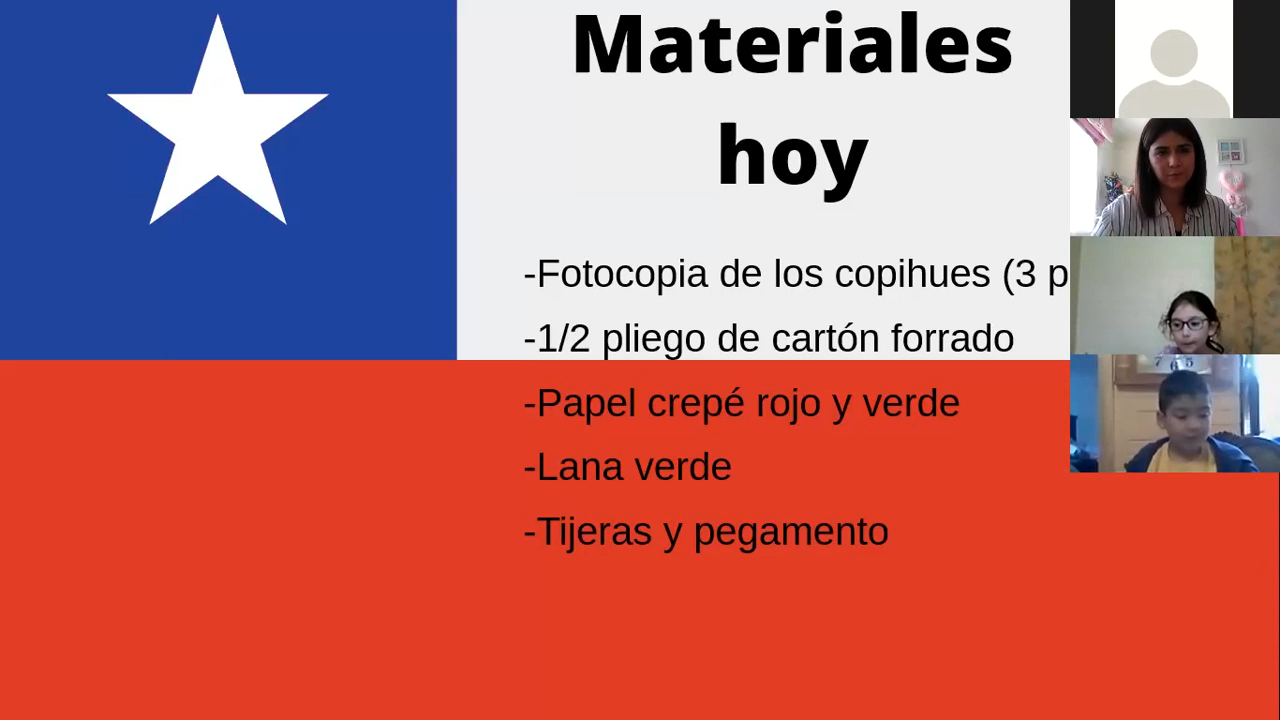 Materiales
hoy
-Fotocopia de los copihues (3 p
-1/2 pliego de cartón forrado
-Papel crepé rojo y verde
-Lana verde
-Tijeras y pegamento